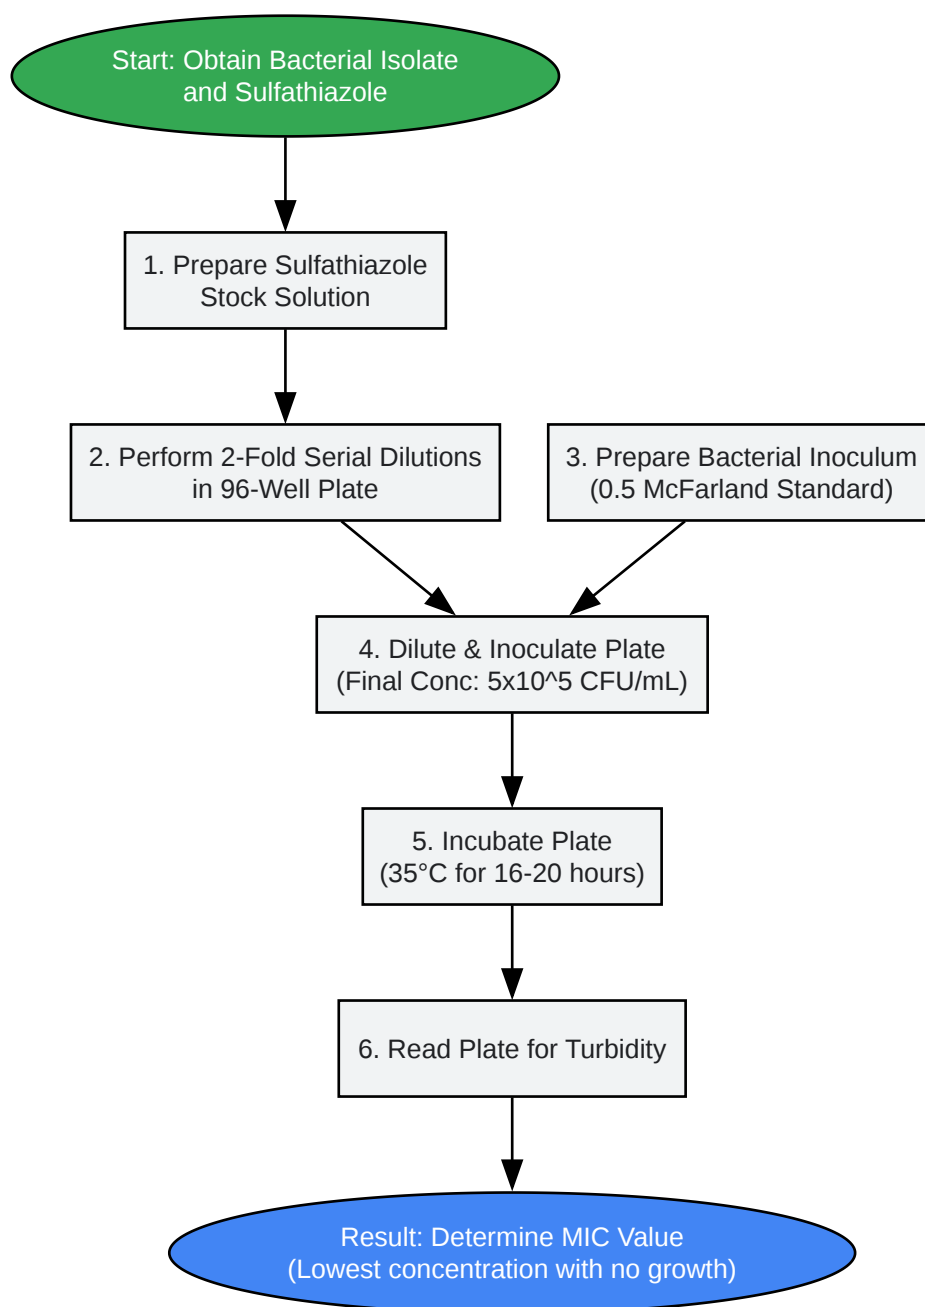 Start: Obtain Bacterial Isolate
and Sulfathiazole
1. Prepare Sulfathiazole
Stock Solution
2. Perform 2-Fold Serial Dilutions
in 96-Well Plate
3. Prepare Bacterial Inoculum
(0.5 McFarland Standard)
4. Dilute & Inoculate Plate
(Final Conc: 5x10^5 CFU/mL)
5. Incubate Plate
(35°C for 16-20 hours)
6. Read Plate for Turbidity
Result: Determine MIC Value
(Lowest concentration with no growth)